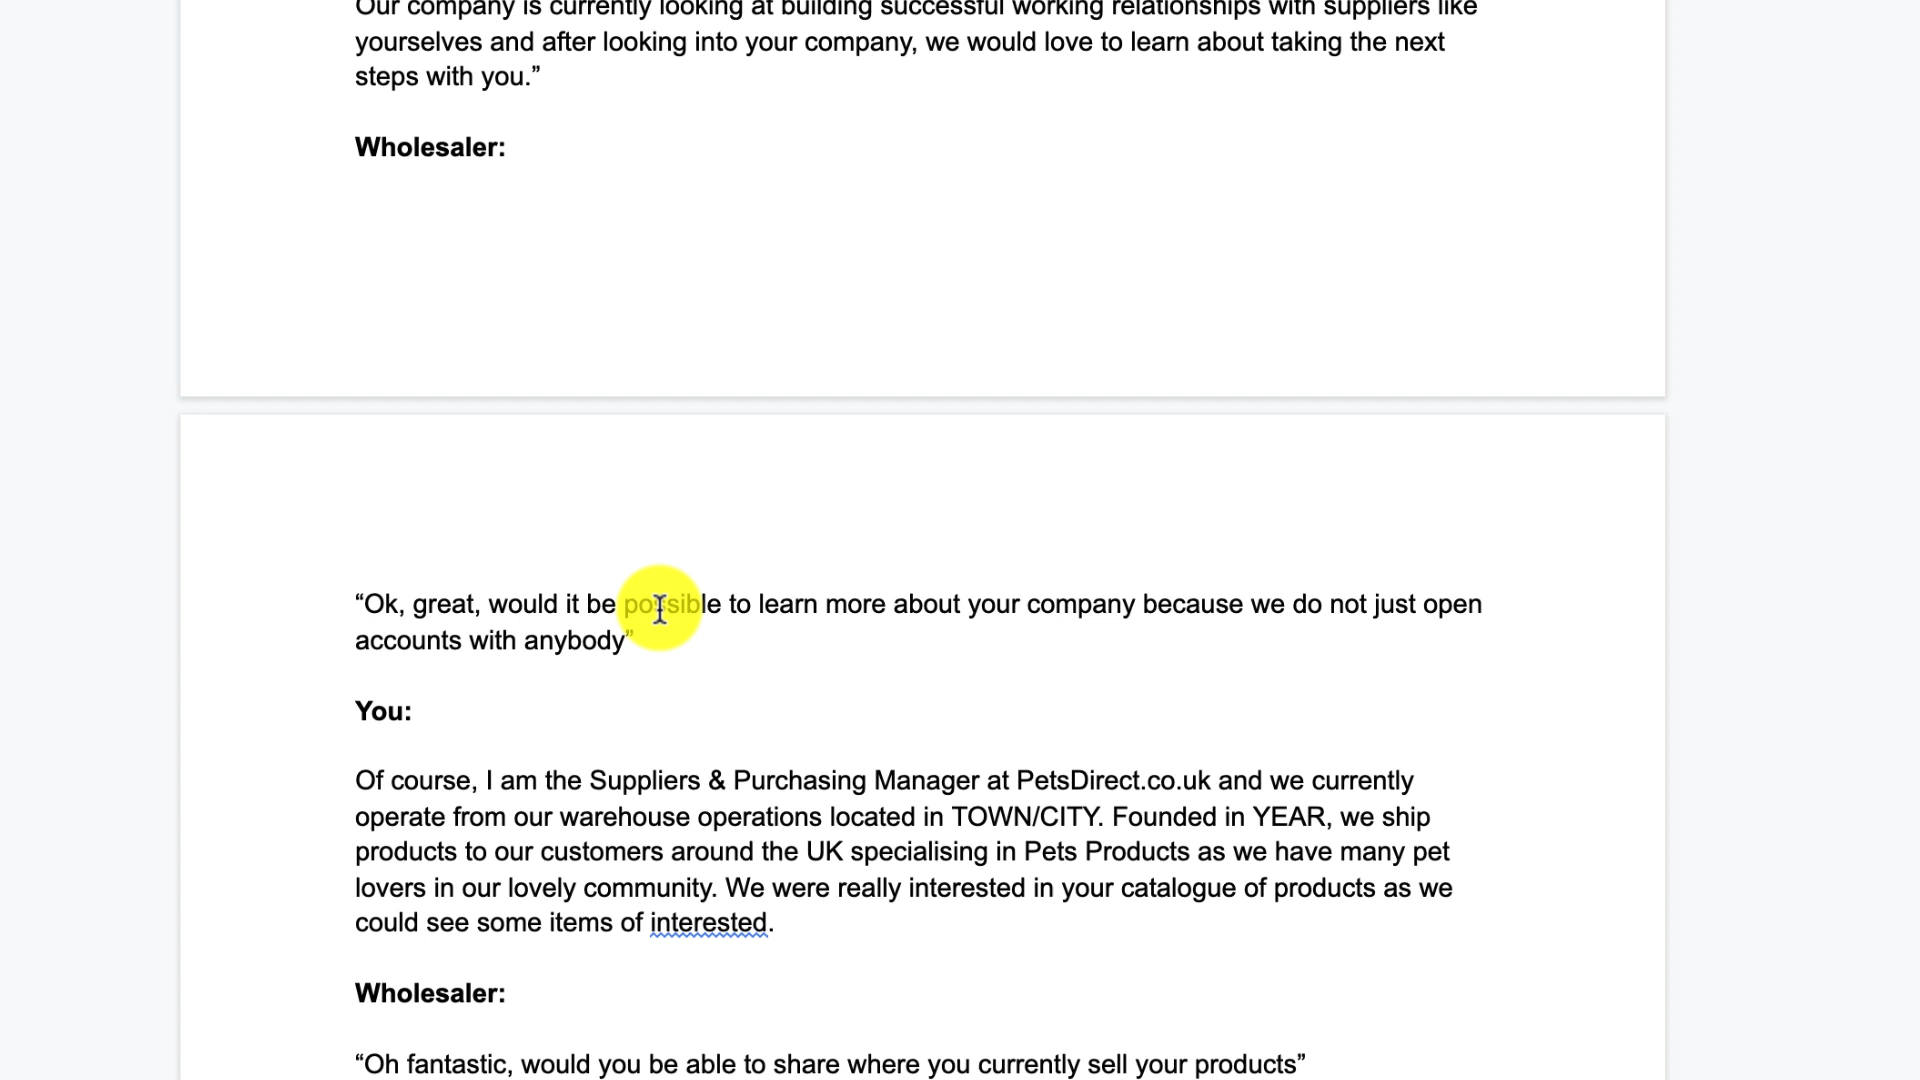 Our company is currently looking at building successful working relationships with suppliers like
yourselves and after looking into your company, we would love to learn about taking the next
steps with you.”
Wholesaler:
“Ok, great, would it be possible to learn more about your company because we do not just open
accounts with anybody”
You:
Of course, I am the Suppliers & Purchasing Manager at PetsDirect.co.uk and we currently
operate from our warehouse operations located in TOWN/CITY. Founded in YEAR, we ship
products to our customers around the UK specialising in Pets Products as we have many pet
lovers in our lovely community. We were really interested in your catalogue of products as we
could see some items of interested.
Wholesaler:
“Oh fantastic, would you be able to share where you currently sell your products”